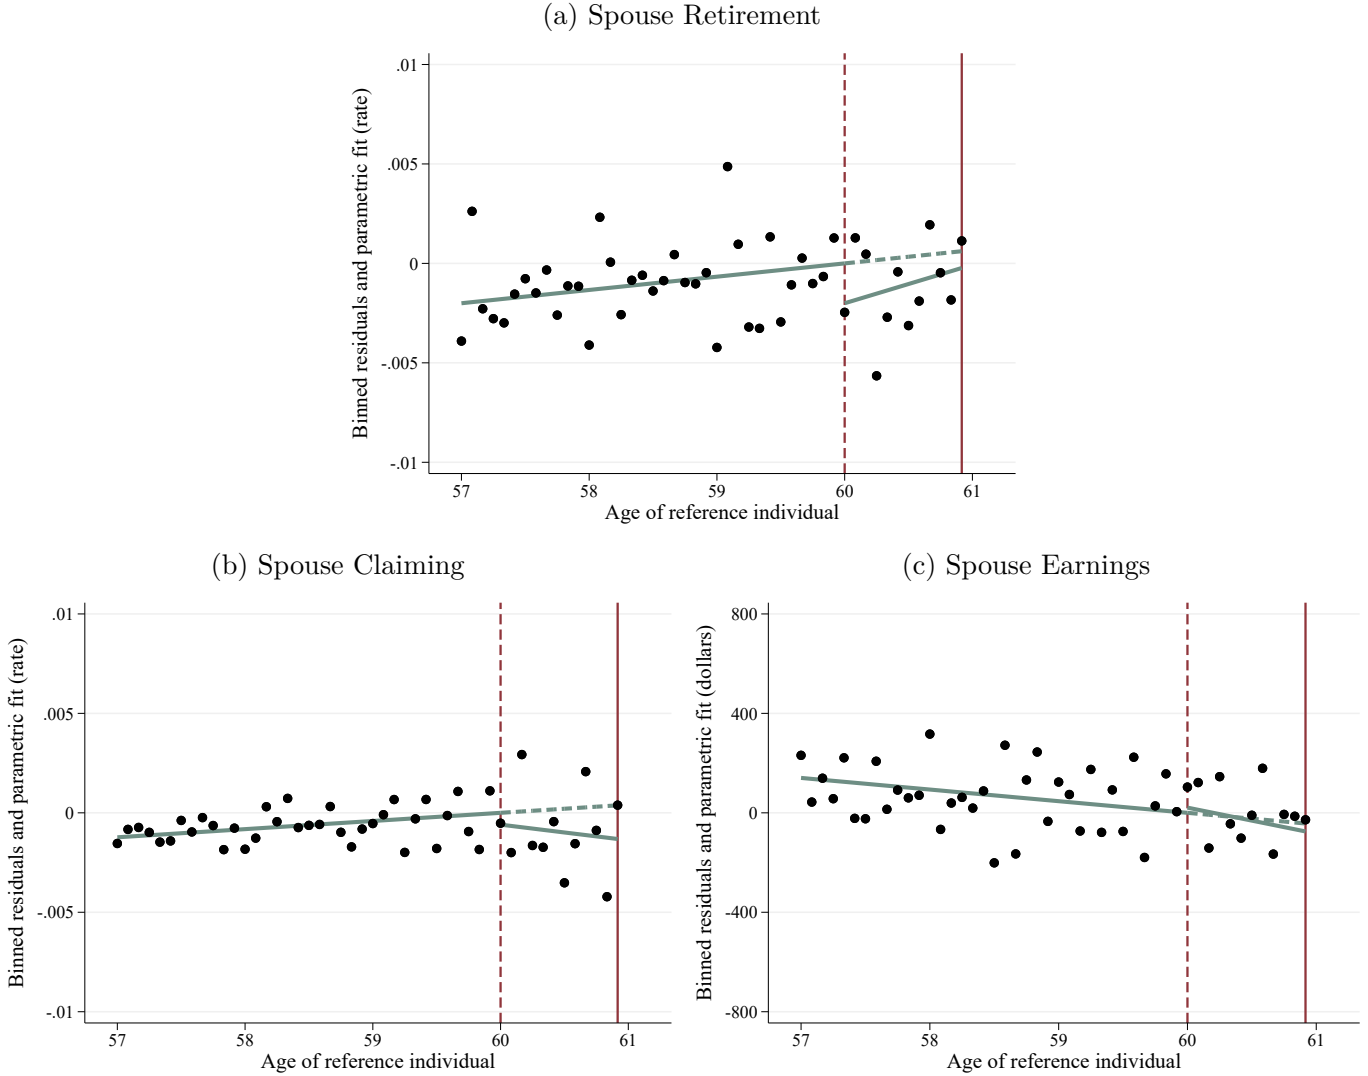 (a) Spouse Retirement
Binned residuals and parametric fit (rate)
.01
.005
0
-.005
-.01
57 58 59 60 61
Age of reference individual
(b) Spouse Claiming
Binned residuals and parametric fit (rate)
.01
.005
0
-.005
-.01
57 58 59 60 61
Age of reference individual
(c) Spouse Earnings
Binned residuals and parametric fit (dollars)
800
400
0
-400
-800
57 58 59 60 61
Age of reference individual